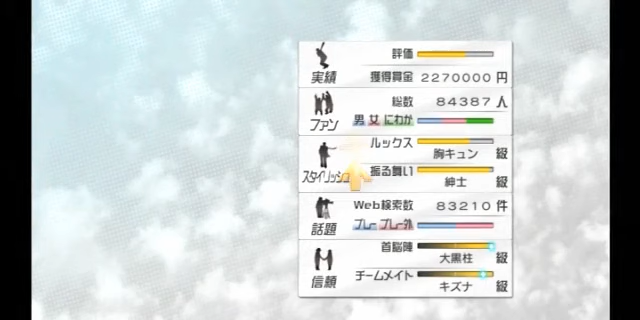 評価
実績
獲得賞金 2270000 円
総数 84387 人
ファン
男 女 にわか
ルックス
胸キュン 級
スタイリッシュ
振る舞い
紳士 級
Web検索数 83210 件
話題
プレー プレー外
首脳陣
大黒柱 級
信頼
チームメイト
キズナ 級